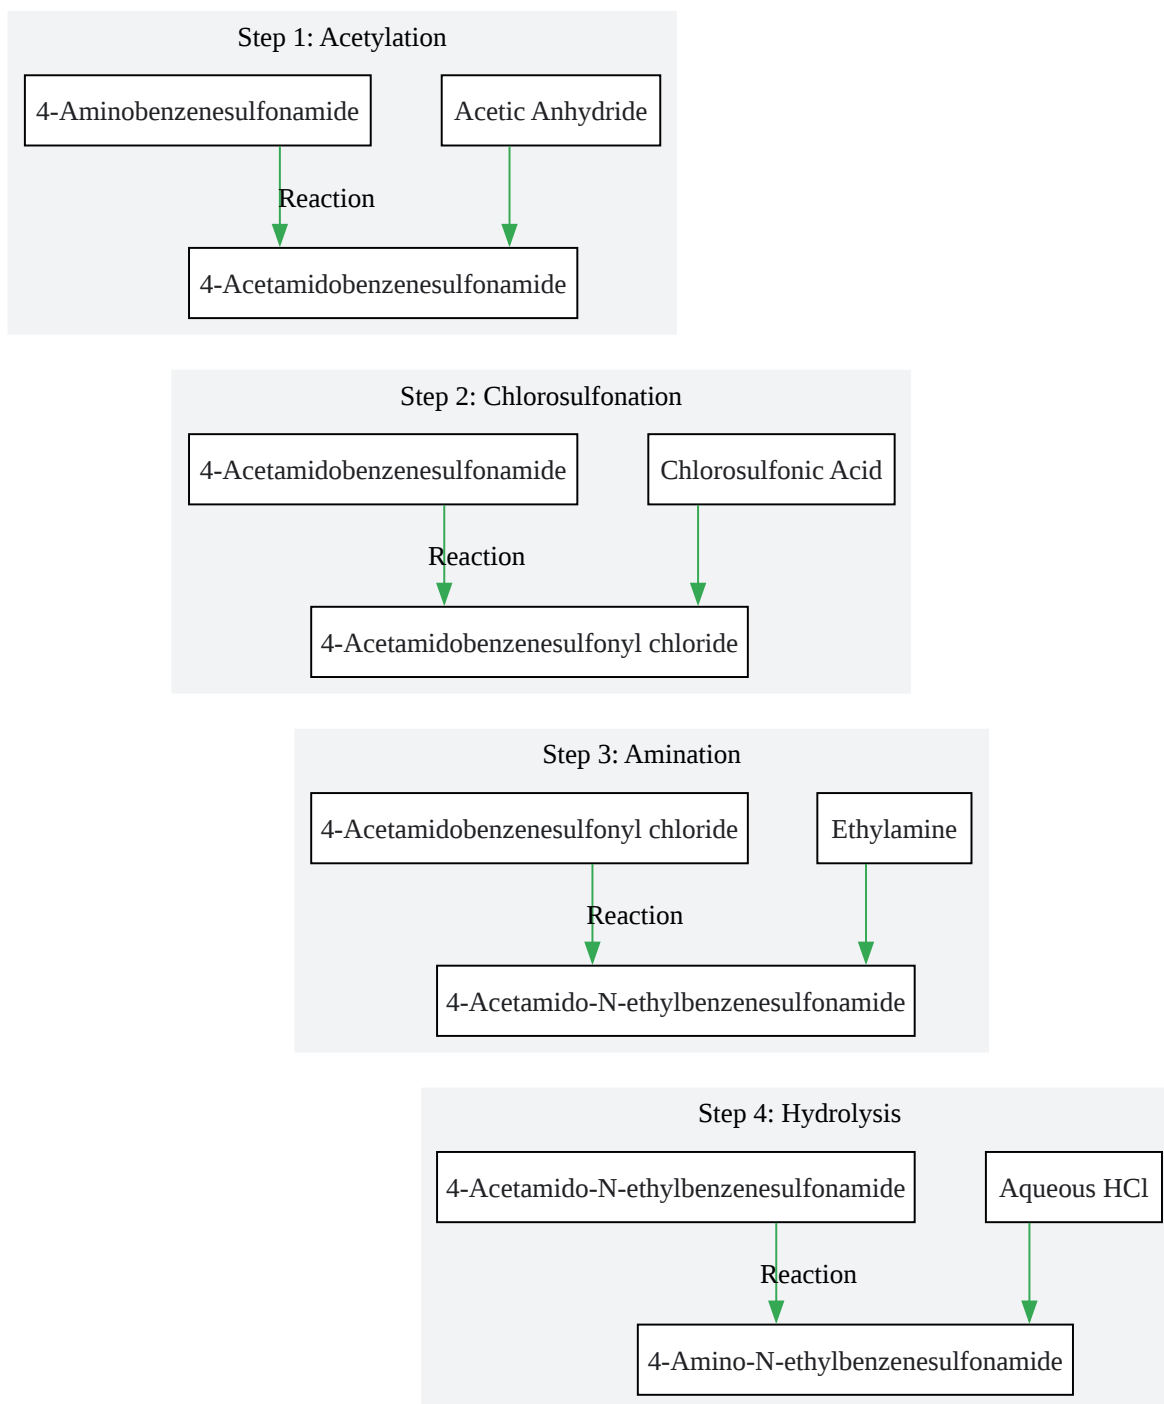 Step 1: Acetylation
4-Aminobenzenesulfonamide
Acetic Anhydride
Reaction
4-Acetamidobenzenesulfonamide
Step 2: Chlorosulfonation
4-Acetamidobenzenesulfonamide
Chlorosulfonic Acid
Reaction
4-Acetamidobenzenesulfonyl chloride
Step 3: Amination
4-Acetamidobenzenesulfonyl chloride
Ethylamine
Reaction
4-Acetamido-N-ethylbenzenesulfonamide
Step 4: Hydrolysis
4-Acetamido-N-ethylbenzenesulfonamide
Aqueous HCl
Reaction
4-Amino-N-ethylbenzenesulfonamide